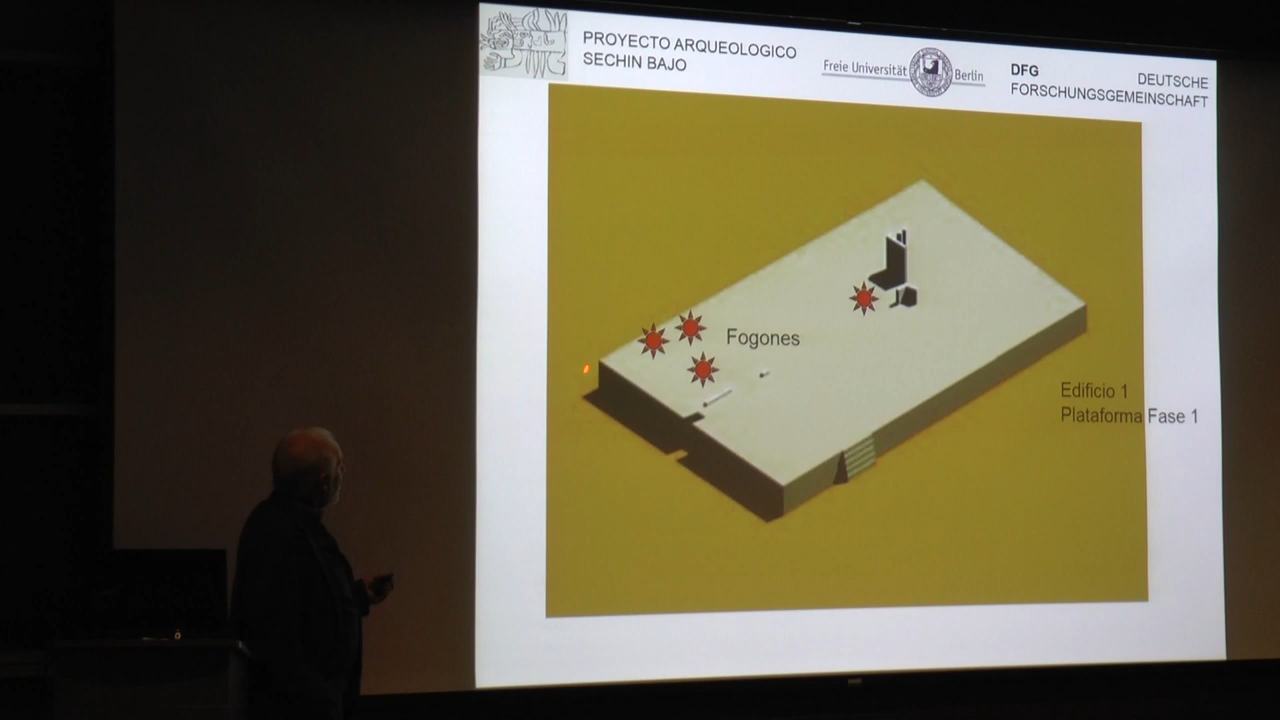 PROYECTO ARQUEOLOGICO
SECHIN BAJO
Freie Universität Berlin
DFG DEUTSCHE
FORSCHUNGSGEMEINSCHAFT
Fogones
Edificio 1
Plataforma Fase 1